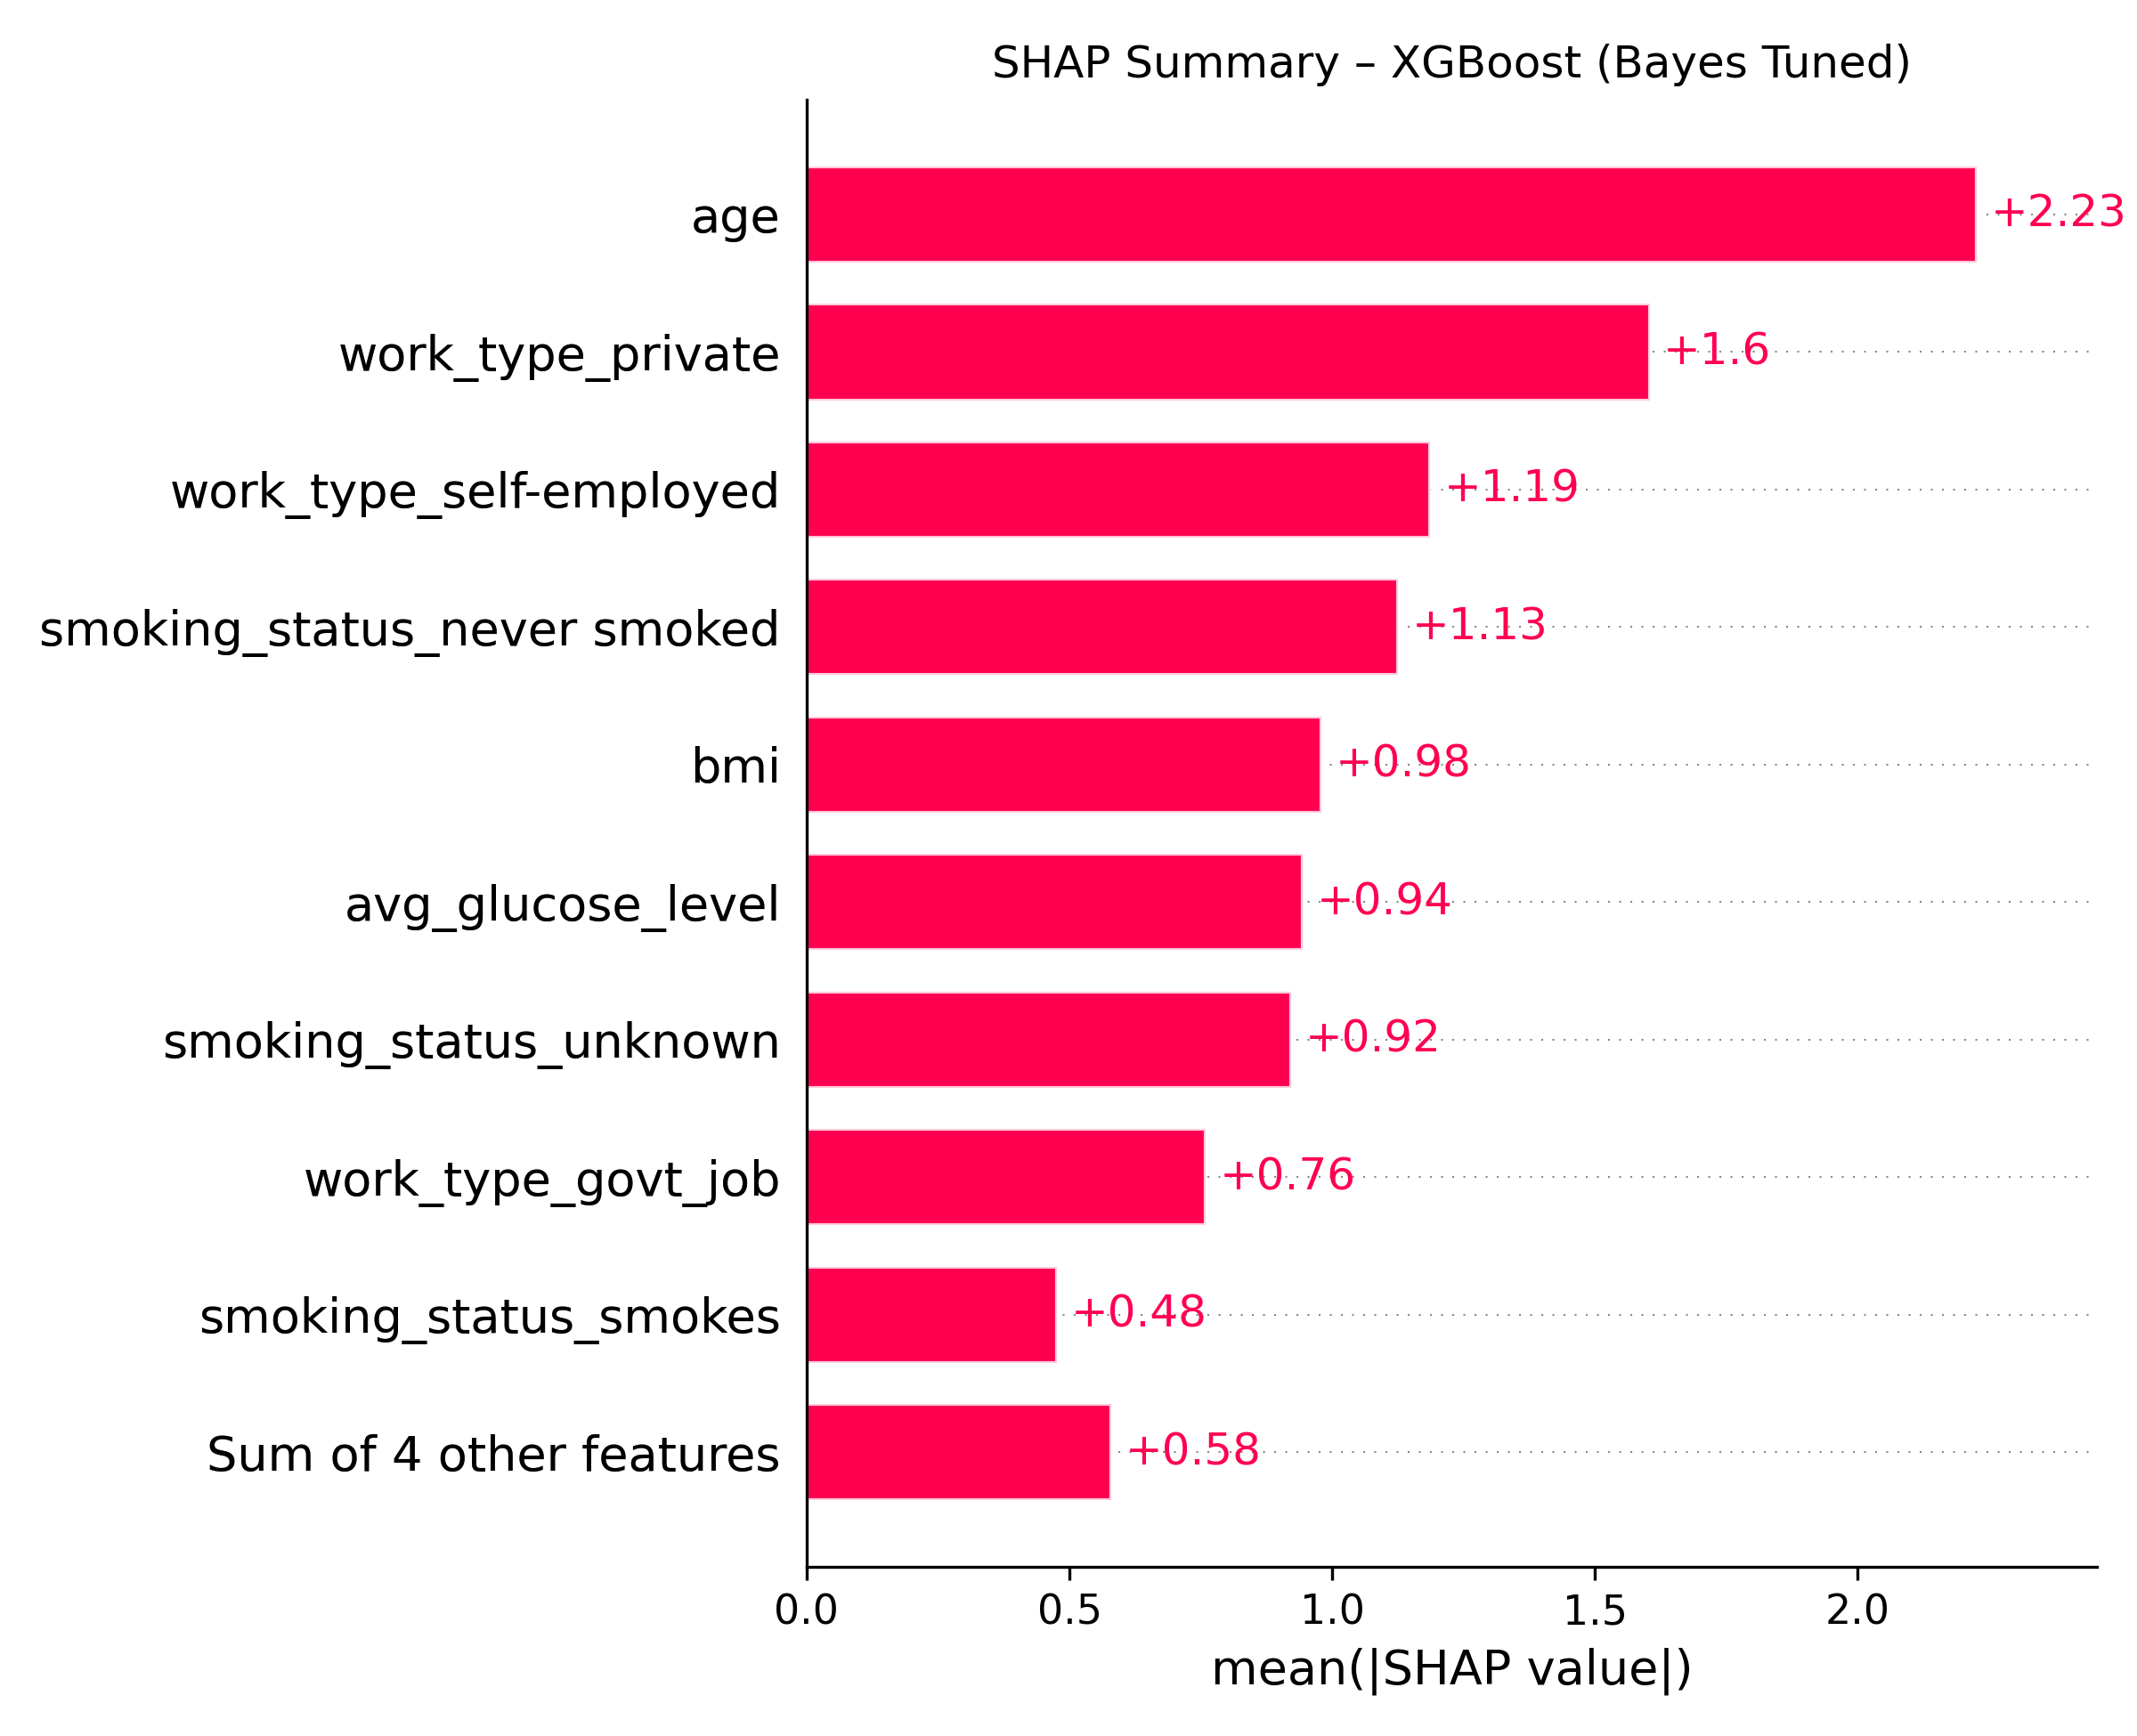 SHAP Summary – XGBoost (Bayes Tuned)
age +2.23
work_type_private +1.6
work_type_self-employed +1.19
smoking_status_never smoked +1.13
bmi +0.98
avg_glucose_level +0.94
smoking_status_unknown +0.92
work_type_govt_job +0.76
smoking_status_smokes +0.48
Sum of 4 other features +0.58
0.0 0.5 1.0 1.5 2.0
mean(|SHAP value|)